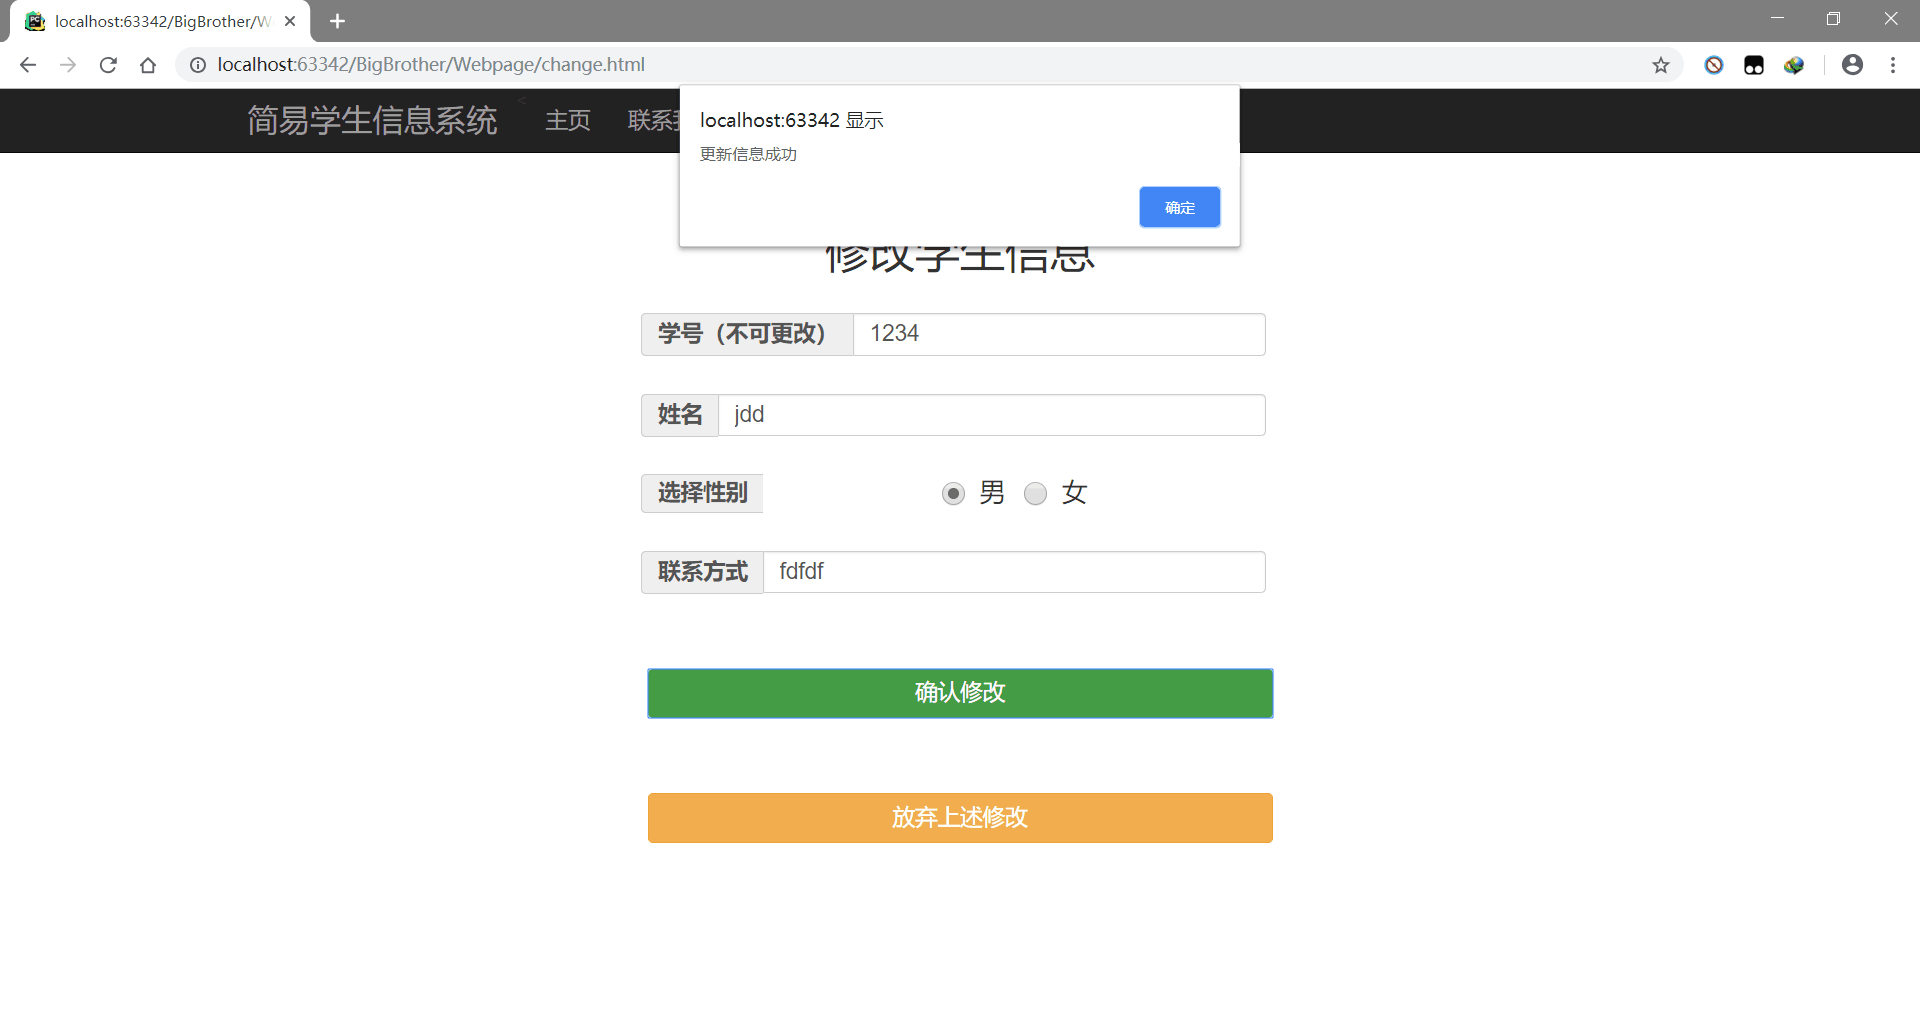 localhost:63342/BigBrother/W
localhost:63342/BigBrother/Webpage/change.html
简易学生信息系统
<
主页
联系
localhost:63342 显示
更新信息成功
确定
修改学生信息
学号（不可更改）
1234
姓名
jdd
选择性别
男
女
联系方式
fdfdf
确认修改
放弃上述修改